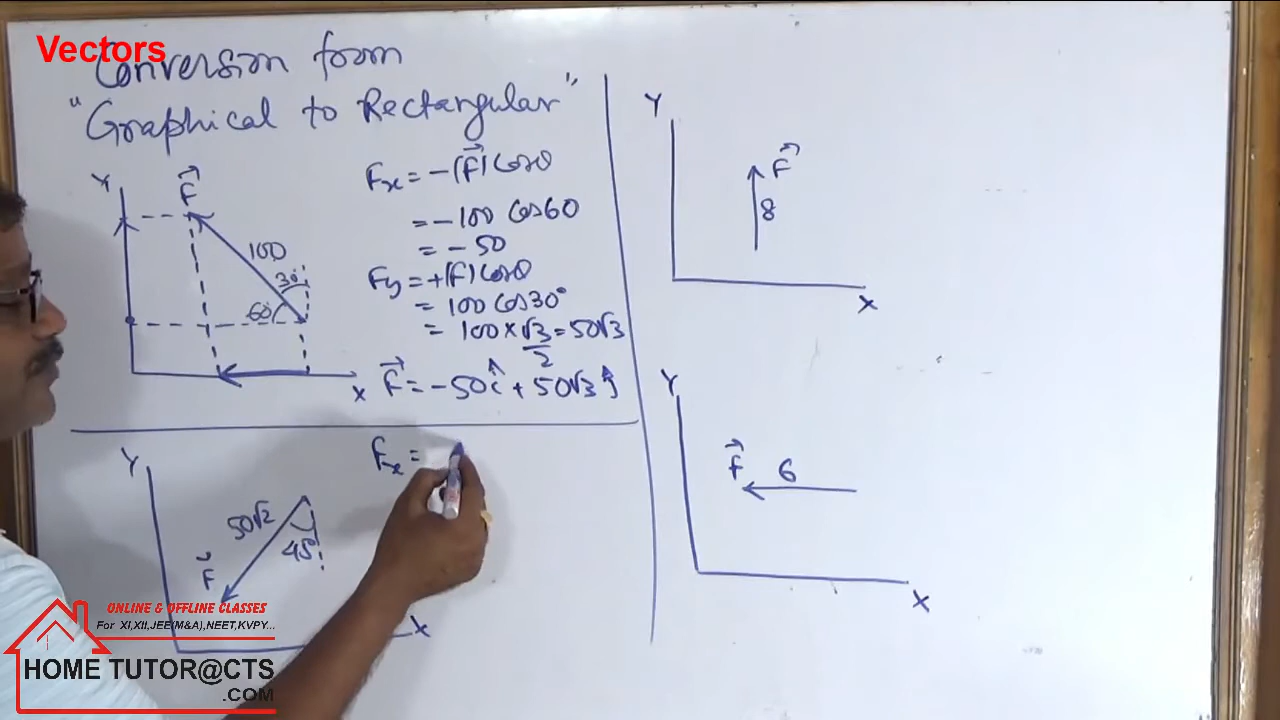 Vectors
Conversion form
"Graphical to Rectangular"
Y
F⃗
100
30°
60°
X
Fx = -|F⃗|Cosθ
= -100 Cos60
= -50
Fy = +|F|Cosθ
= 100 Cos30°
= 100 × √3/2 = 50√3
F⃗ = -50î + 50√3 ĵ
Y
50√2
45°
F⃗
X
Fx =
Y
F⃗
8
X
Y
F⃗
6
X
ONLINE & OFFLINE CLASSES
For XI,XII,JEE(M&A),NEET,KVPY...
HOME TUTOR@CTS
.COM